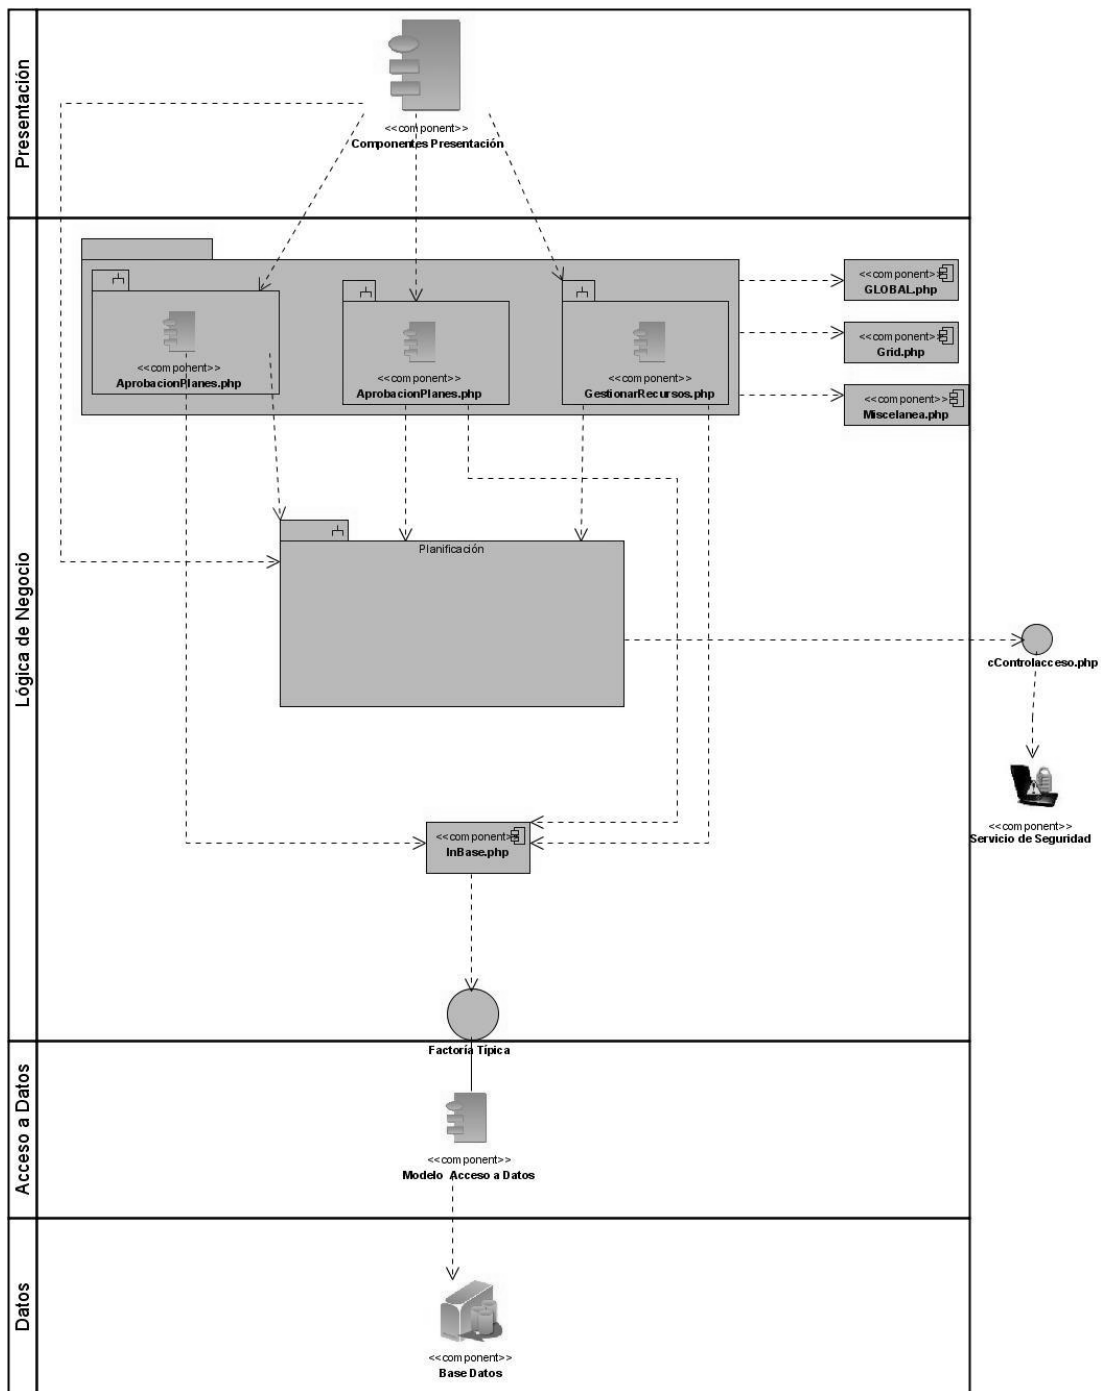 Presentación
<<component>>
Componentes Presentación
Lógica de Negocio
<<component>>
GLOBAL.php
<<component>>
Grid.php
<<component>>
Miscelanea.php
<<component>>
AprobacionPlanes.php
<<component>>
AprobacionPlanes.php
<<component>>
GestionarRecursos.php
Planificación
cControlacceso.php
<<component>>
Servicio de Seguridad
<<component>>
InBase.php
Factoría Típica
Acceso a Datos
<<component>>
Modelo Acceso a Datos
Datos
<<component>>
Base Datos